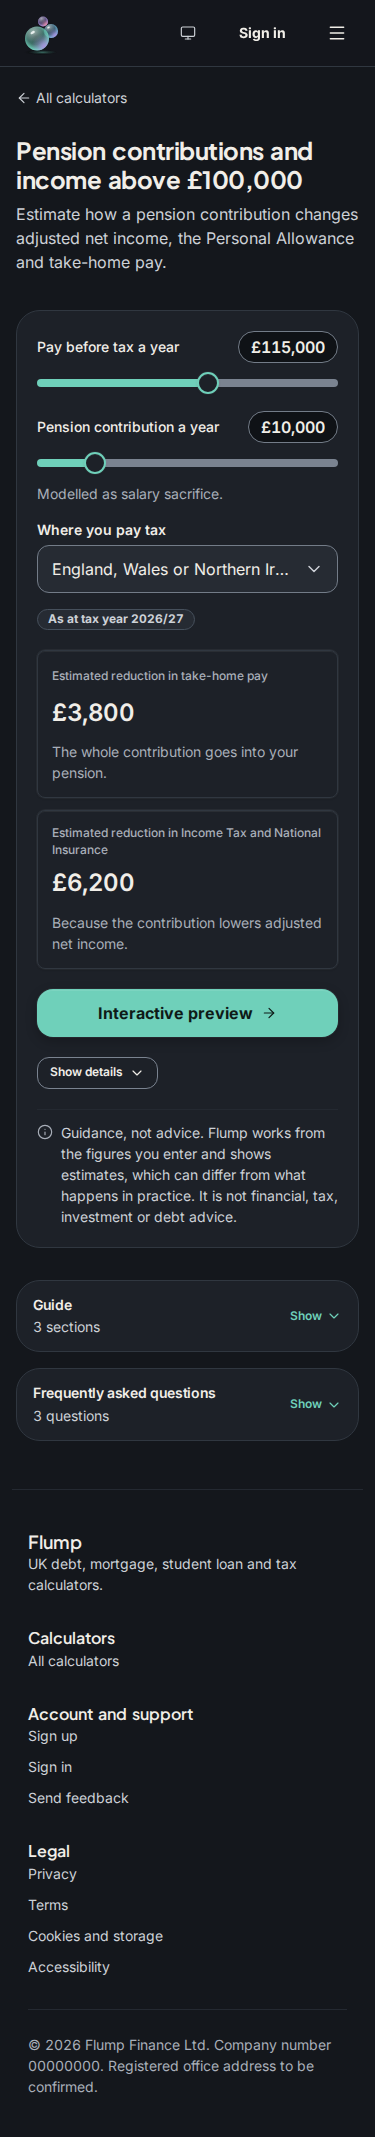 Sign in
← All calculators
Pension contributions and
income above £100,000
Estimate how a pension contribution changes
adjusted net income, the Personal Allowance
and take-home pay.
Pay before tax a year
£115,000
Pension contribution a year
£10,000
Modelled as salary sacrifice.
Where you pay tax
England, Wales or Northern Ir...
As at tax year 2026/27
Estimated reduction in take-home pay
£3,800
The whole contribution goes into your
pension.
Estimated reduction in Income Tax and National
Insurance
£6,200
Because the contribution lowers adjusted
net income.
Interactive preview →
Show details
Guidance, not advice. Flump works from
the figures you enter and shows
estimates, which can differ from what
happens in practice. It is not financial, tax,
investment or debt advice.
Guide
3 sections
Show
Frequently asked questions
3 questions
Show
Flump
UK debt, mortgage, student loan and tax
calculators.
Calculators
All calculators
Account and support
Sign up
Sign in
Send feedback
Legal
Privacy
Terms
Cookies and storage
Accessibility
© 2026 Flump Finance Ltd. Company number
00000000. Registered office address to be
confirmed.